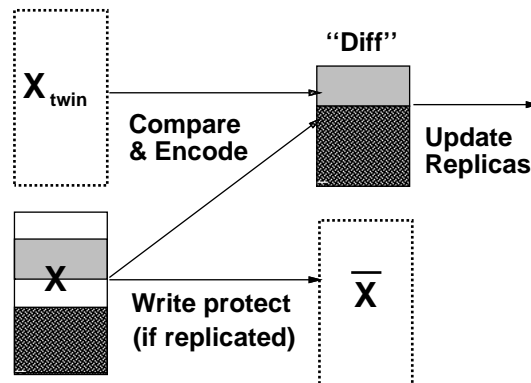 ‘‘Diff’’
X twin
Compare
& Encode
Update
Replicas
X
Write protect
(if replicated)
X̅